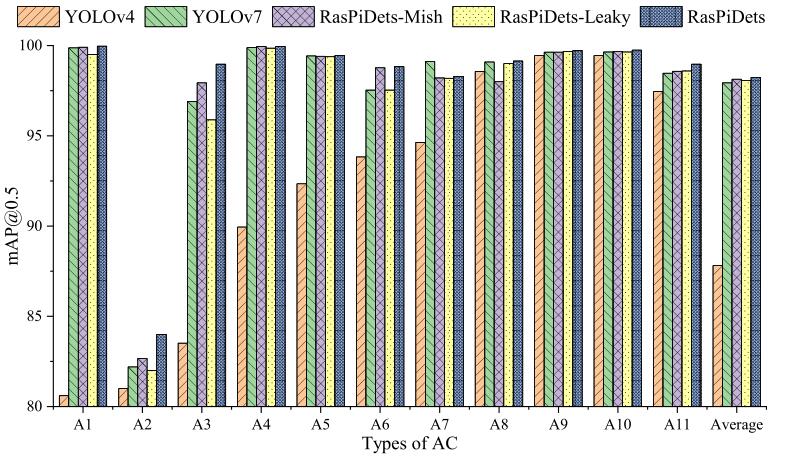 YOLOv4 YOLOv7 RasPiDets-Mish RasPiDets-Leaky RasPiDets
100
95
90
85
80
mAP@0.5
A1 A2 A3 A4 A5 A6 A7 A8 A9 A10 A11 Average
Types of AC